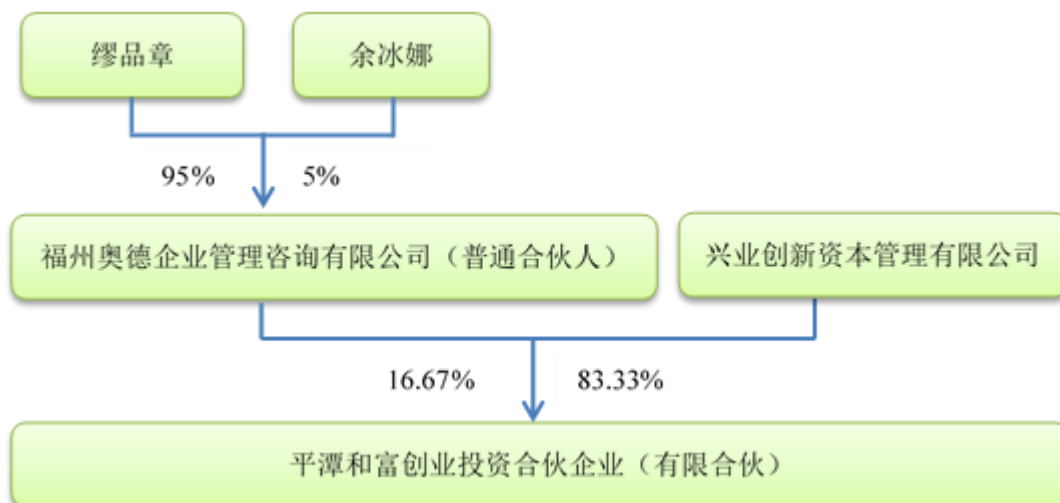 缪品章
余冰娜
95%
5%
福州奥德企业管理咨询有限公司（普通合伙人）
兴业创新资本管理有限公司
16.67%
83.33%
平潭和富创业投资合伙企业（有限合伙）